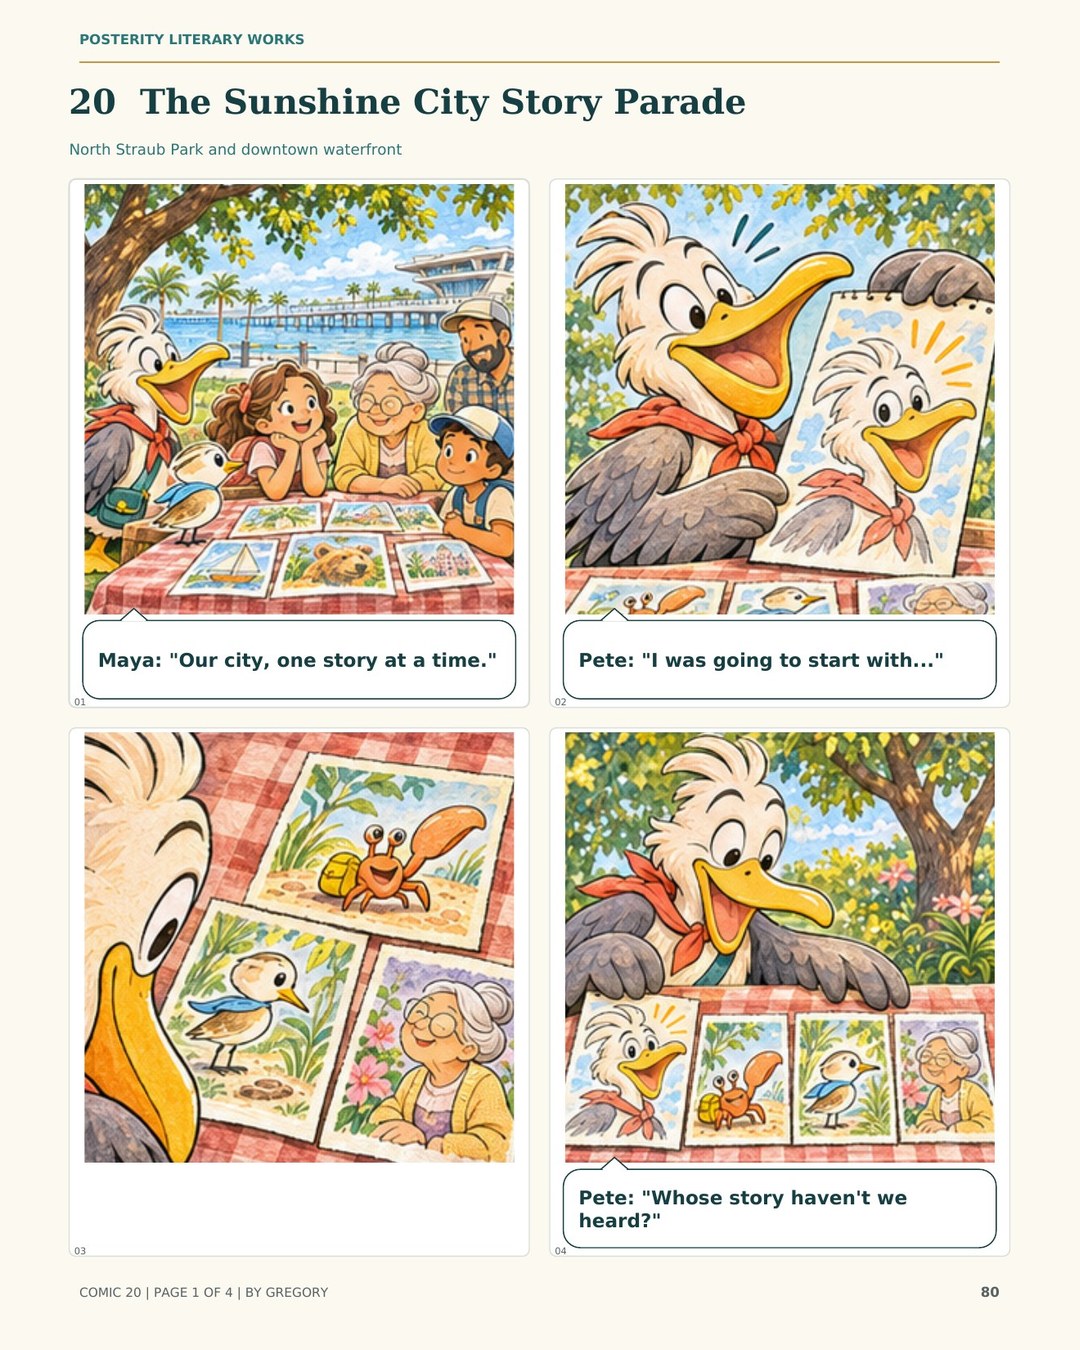 POSTERITY LITERARY WORKS
20 The Sunshine City Story Parade
North Straub Park and downtown waterfront
Maya: "Our city, one story at a time."
01
Pete: "I was going to start with..."
02
03
Pete: "Whose story haven't we
heard?"
04
COMIC 20 | PAGE 1 OF 4 | BY GREGORY
80